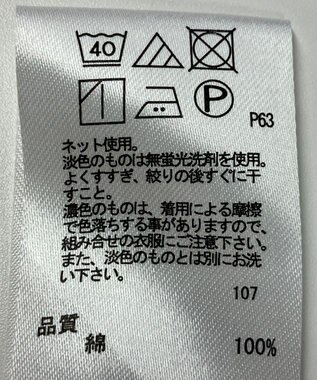 40
P
P63
ネット使用。
淡色のものは無蛍光洗剤を使用。
よくすすぎ、絞りの後すぐに干
すこと。
濃色のものは、着用による摩擦
で色落ちする事がありますので、
組み合せの衣服にご注意下さい。
また、淡色のものとは別にお洗
い下さい。
107
品質
綿 100%